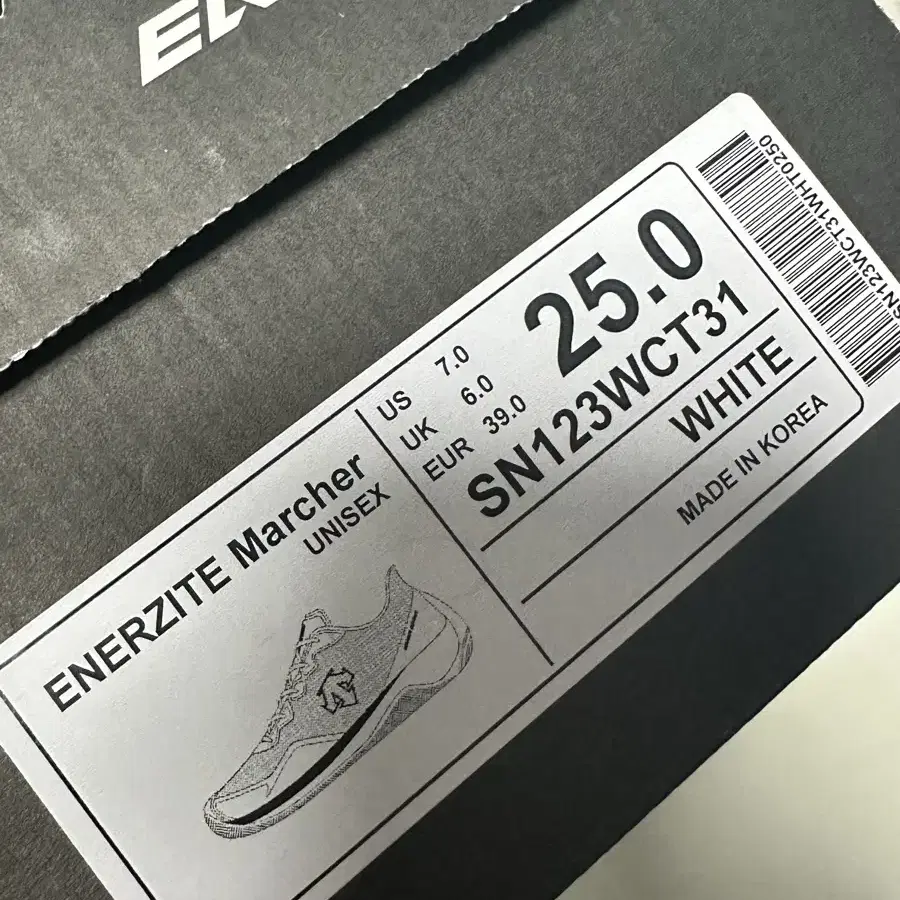 ENERZITE Marcher
UNISEX
US 7.0
UK 6.0
EUR 39.0
25.0
SN123WCT31
WHITE
MADE IN KOREA
SN123WCT31WHT0250